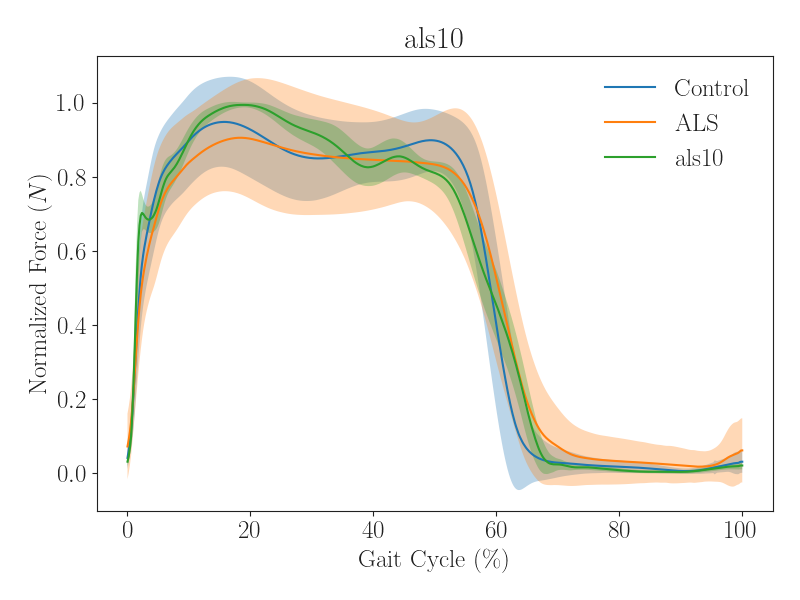 als10
Control
ALS
als10
1.0
0.8
0.6
0.4
0.2
0.0
Normalized Force (N)
0 20 40 60 80 100
Gait Cycle (%)